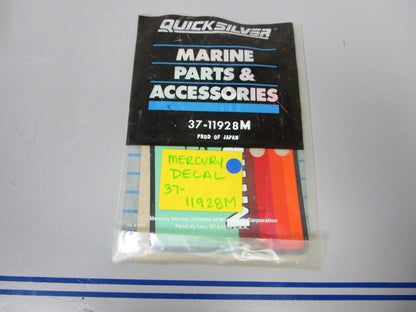 QUICKSILVER
MARINE
PARTS &
ACCESSORIES
37-11928M
PROD OF JAPAN
MERCURY
DECAL
37-
11928M
Mercury Marine, Division of Corporation
Fond du Lac, WI